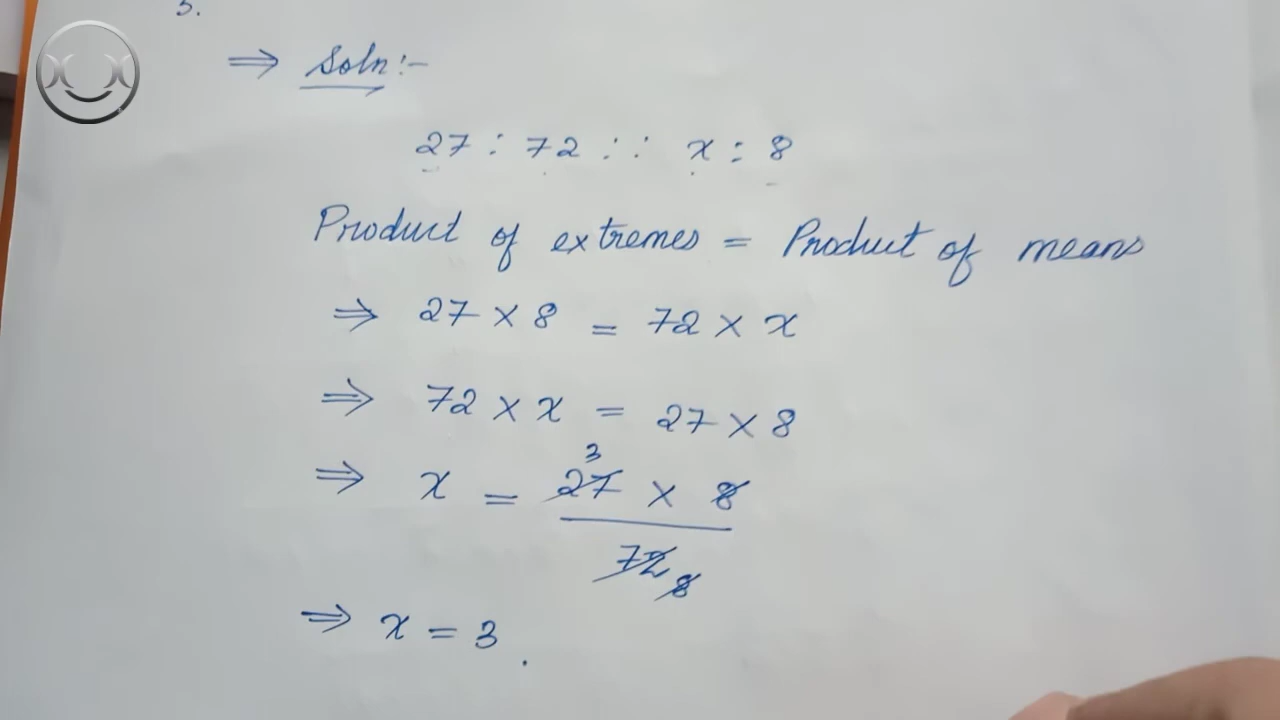 3.
⇒ Soln:-
27 : 72 :: x : 8
Product of extremes = Product of means
⇒ 27 × 8 = 72 × x
⇒ 72 × x = 27 × 8
3
⇒ x = 27 × 8
72 8
⇒ x = 3.